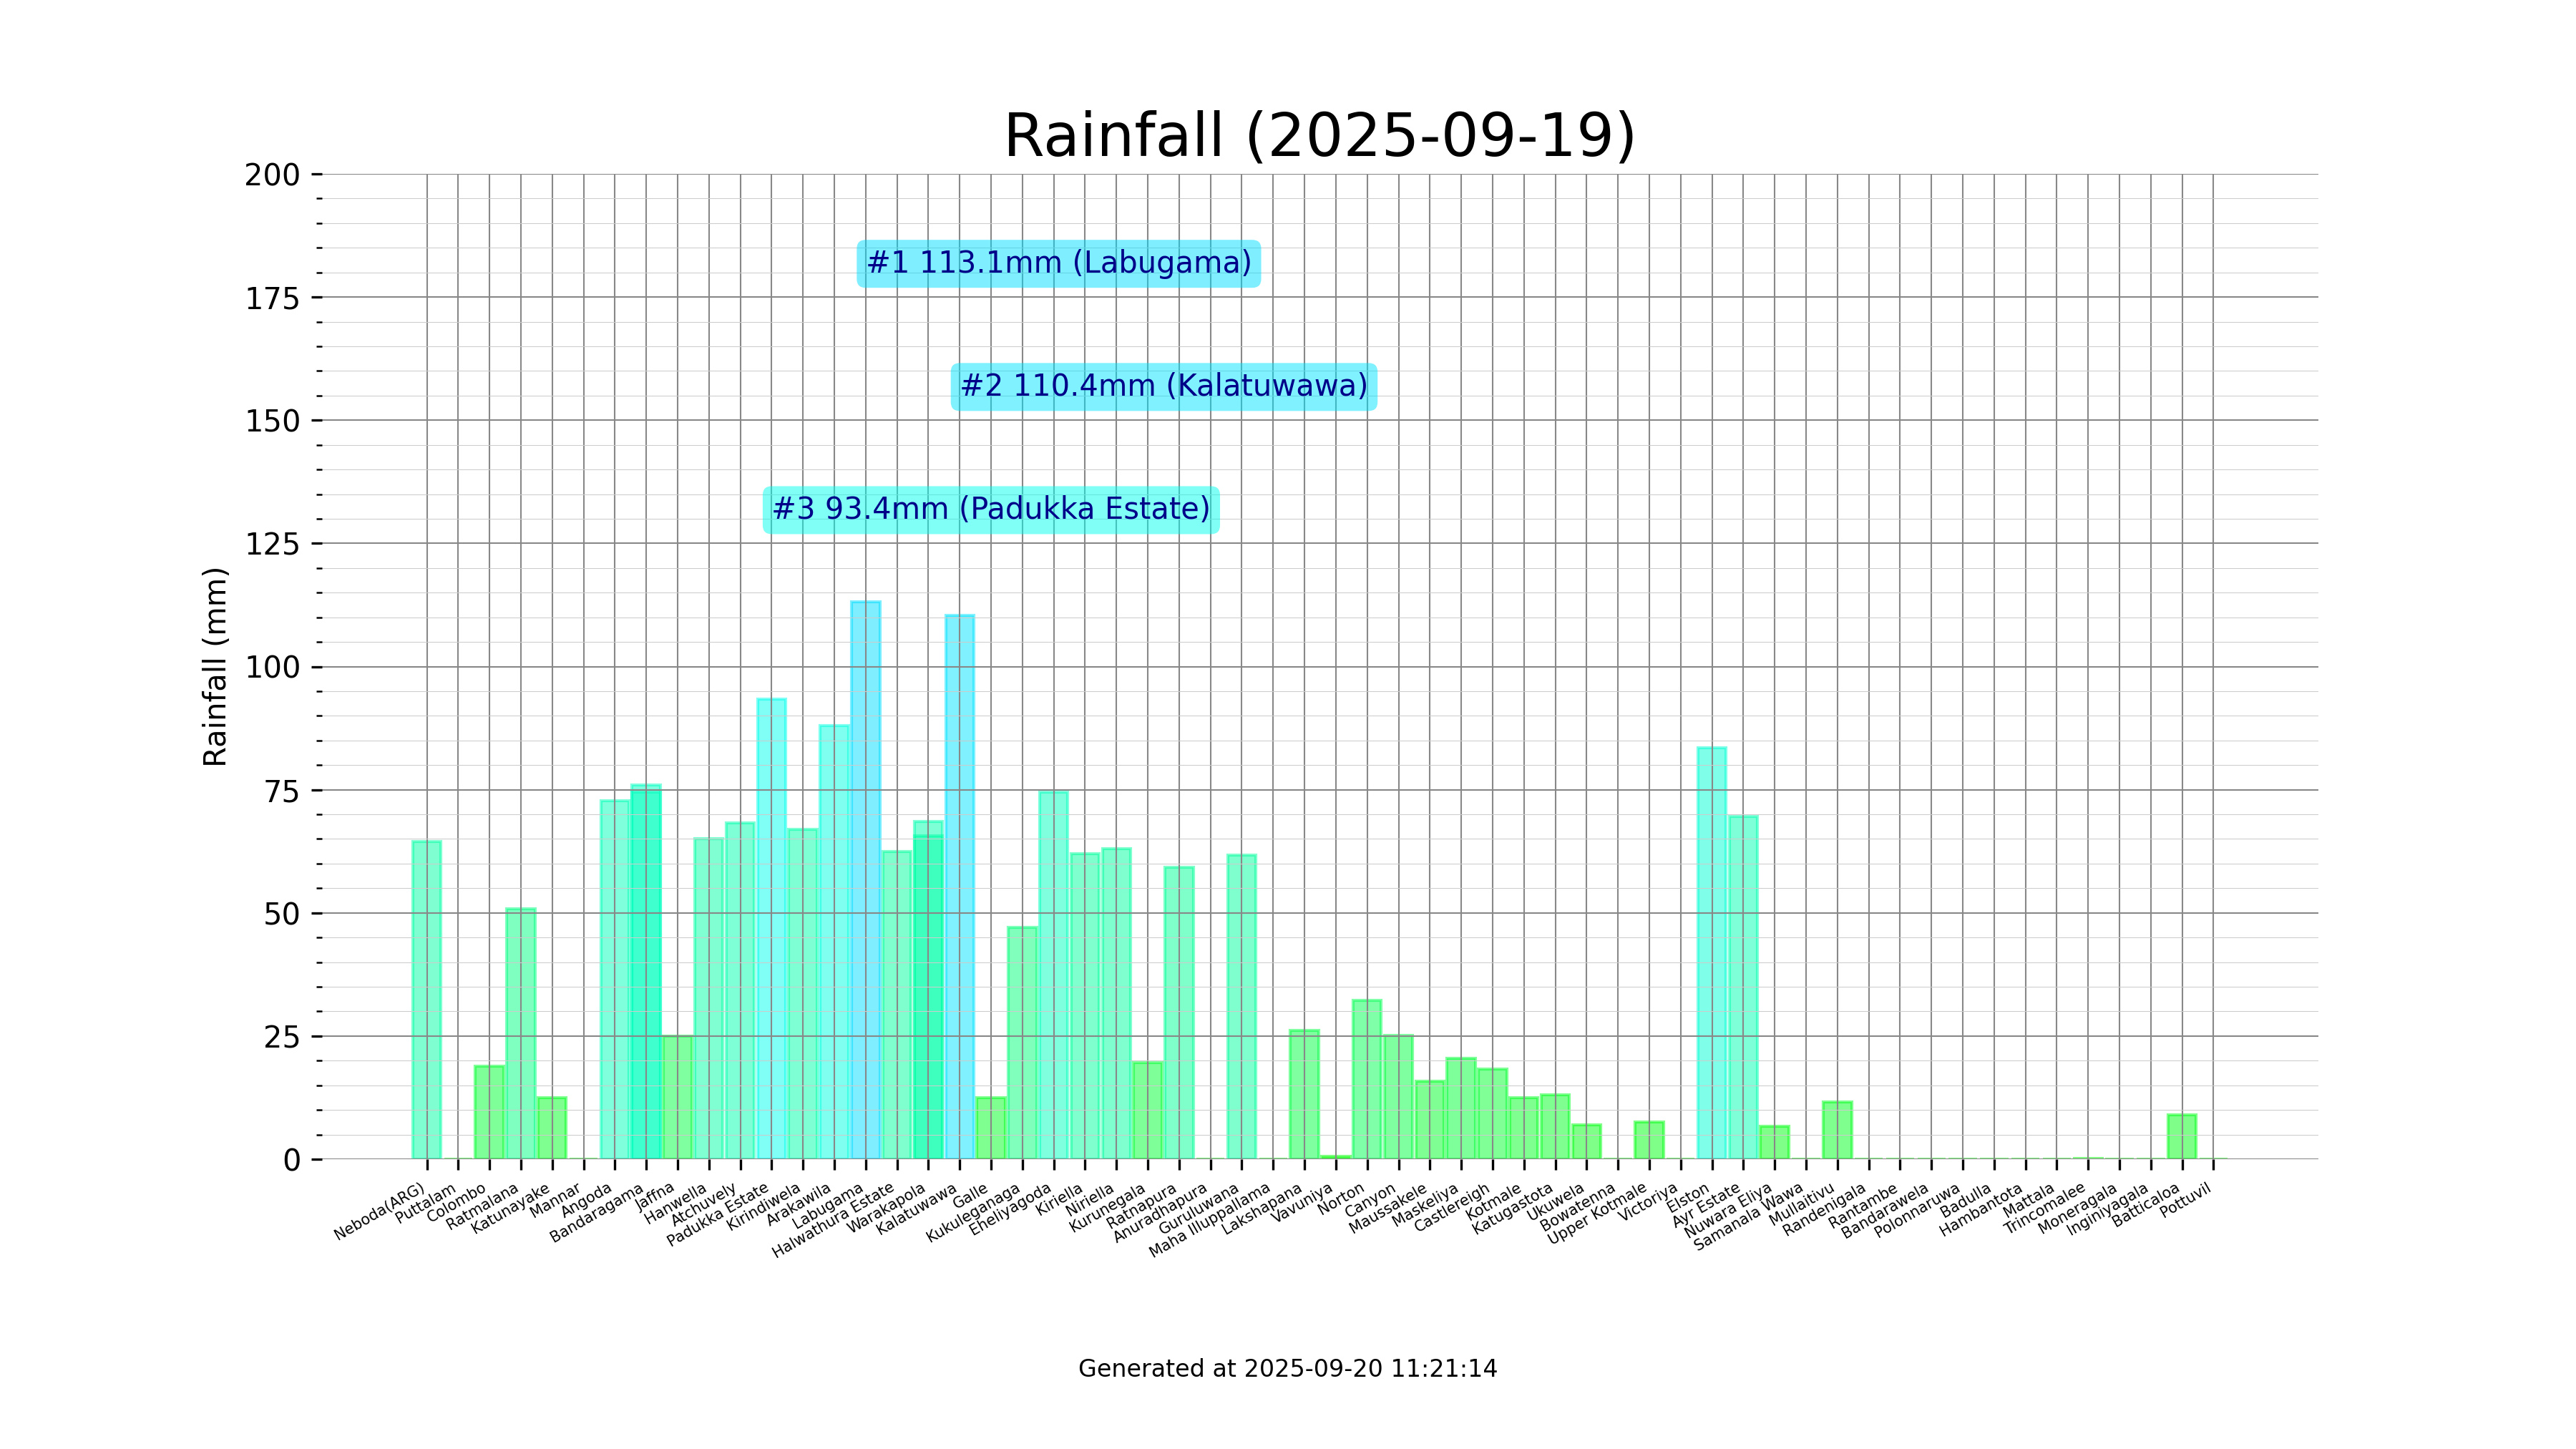 Rainfall (2025-09-19)
200
175
150
125
100
75
50
25
0
Rainfall (mm)
#1 113.1mm (Labugama)
#2 110.4mm (Kalatuwawa)
#3 93.4mm (Padukka Estate)
Neboda(ARG)
Puttalam
Colombo
Ratmalana
Katunayake
Mannar
Angoda
Bandaragama
Jaffna
Hanwella
Atchuvely
Padukka Estate
Kirindiwela
Arakawila
Labugama
Halwathura Estate
Warakapola
Kalatuwawa
Galle
Kukuleganaga
Eheliyagoda
Kiriella
Niriella
Kurunegala
Ratnapura
Anuradhapura
Guruluwana
Maha Illuppallama
Lakshapana
Vavuniya
Norton
Canyon
Maussakele
Maskeliya
Castlereigh
Kotmale
Katugastota
Ukuwela
Bowatenna
Upper Kotmale
Victoriya
Elston
Ayr Estate
Nuwara Eliya
Samanala Wawa
Mullaitivu
Randenigala
Rantambe
Bandarawela
Polonnaruwa
Badulla
Hambantota
Mattala
Trincomalee
Moneragala
Inginiyagala
Batticaloa
Pottuvil
Generated at 2025-09-20 11:21:14